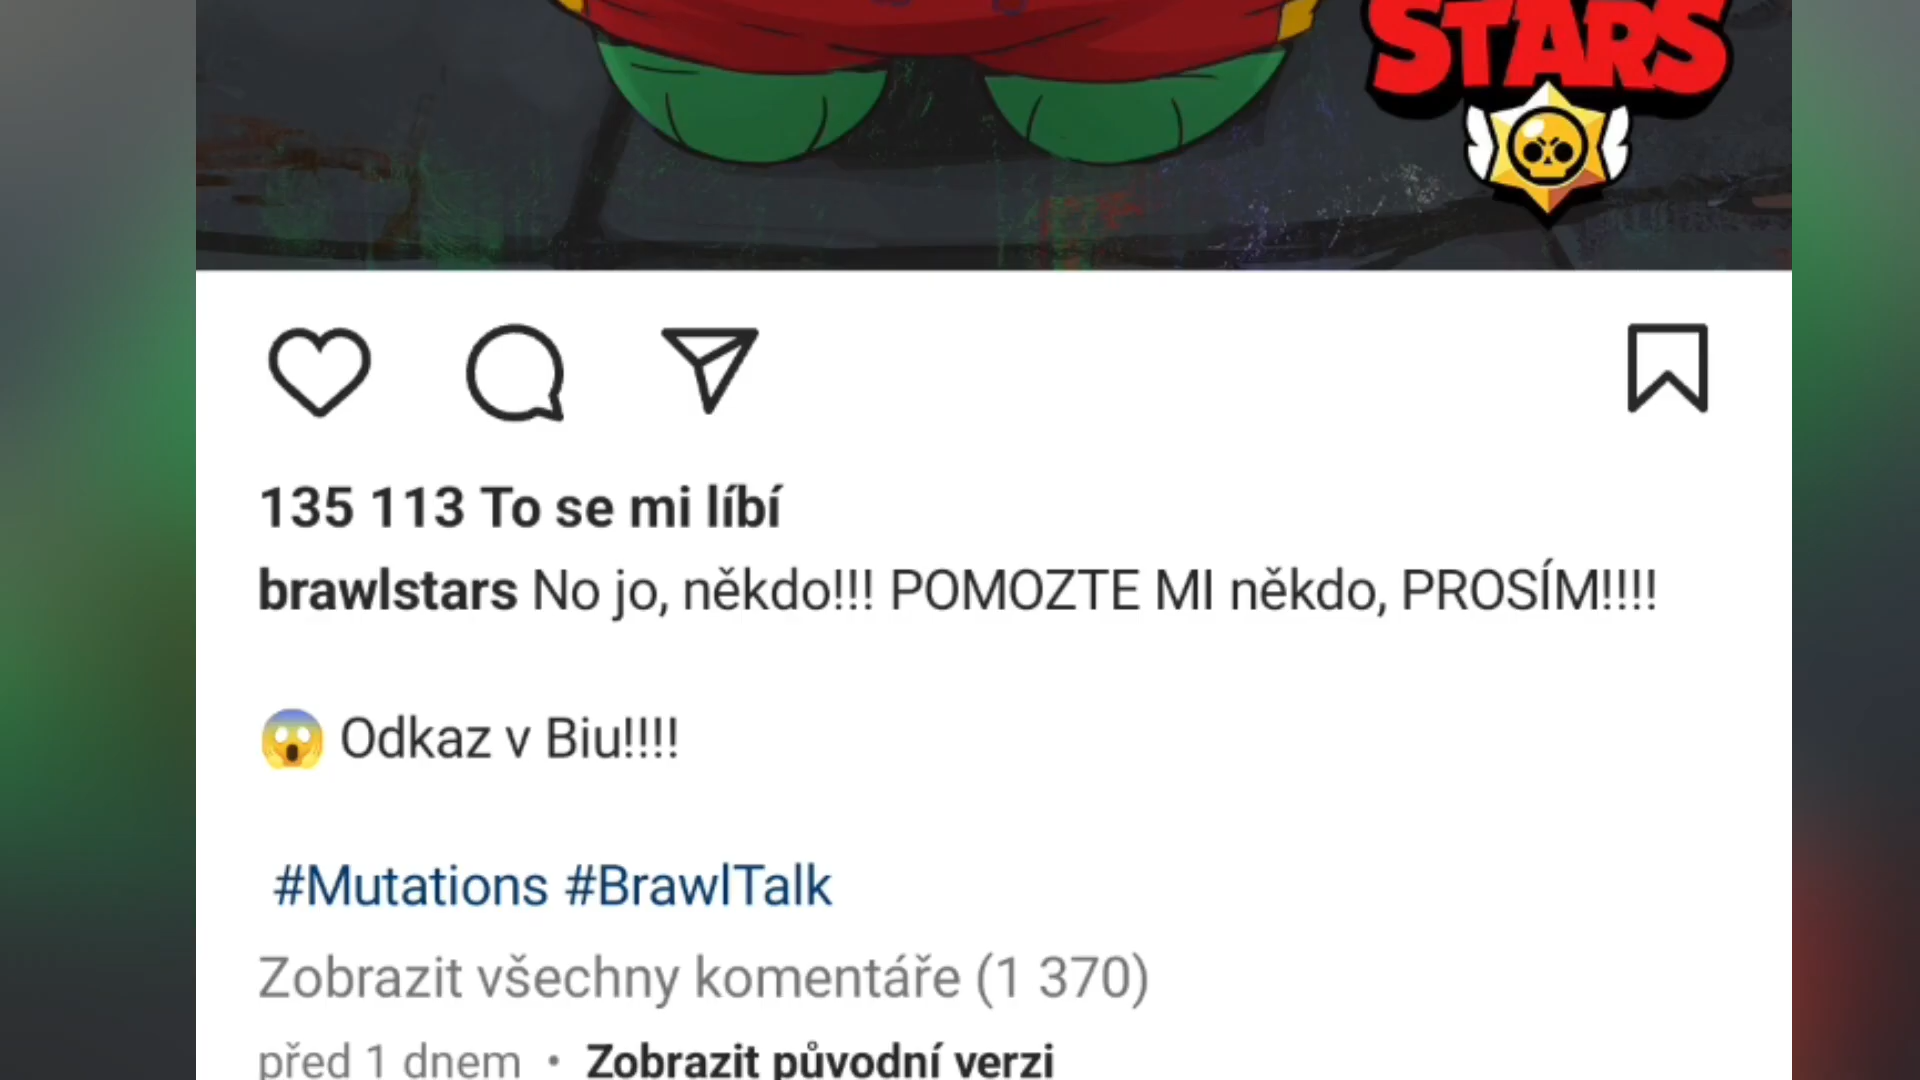 STARS
135 113 To se mi líbí
brawlstars No jo, někdo!!! POMOZTE MI někdo, PROSÍM!!!!
😱 Odkaz v Biu!!!!
#Mutations #BrawlTalk
Zobrazit všechny komentáře (1 370)
před 1 dnem • Zobrazit původní verzi